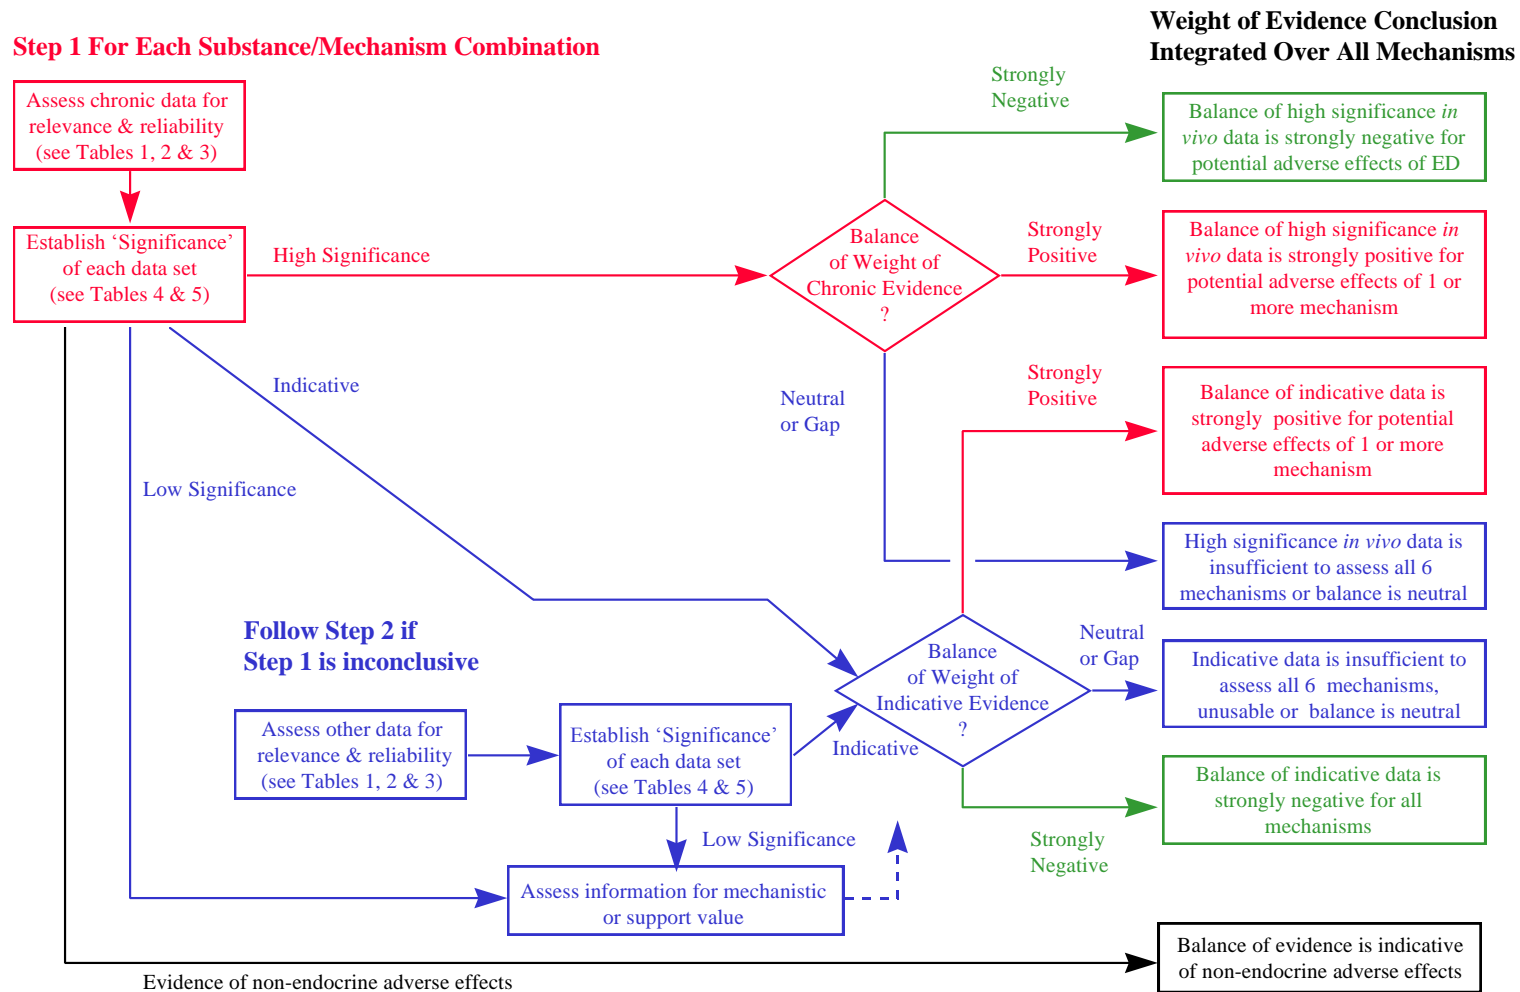 Weight of Evidence Conclusion
Integrated Over All Mechanisms
Step 1 For Each Substance/Mechanism Combination
Assess chronic data for
relevance & reliability
(see Tables 1, 2 & 3)
Establish ‘Significance’
of each data set
(see Tables 4 & 5)
High Significance
Balance
of Weight of
Chronic Evidence
?
Strongly
Negative
Balance of high significance in
vivo data is strongly negative for
potential adverse effects of ED
Strongly
Positive
Balance of high significance in
vivo data is strongly positive for
potential adverse effects of 1 or
more mechanism
Indicative
Neutral
or Gap
Strongly
Positive
Balance of indicative data is
strongly positive for potential
adverse effects of 1 or more
mechanism
Low Significance
High significance in vivo data is
insufficient to assess all 6
mechanisms or balance is neutral
Follow Step 2 if
Step 1 is inconclusive
Assess other data for
relevance & reliability
(see Tables 1, 2 & 3)
Establish ‘Significance’
of each data set
(see Tables 4 & 5)
Indicative
Balance
of Weight of
Indicative Evidence
?
Neutral
or Gap
Indicative data is insufficient to
assess all 6 mechanisms,
unusable or balance is neutral
Strongly
Negative
Balance of indicative data is
strongly negative for all
mechanisms
Low Significance
Assess information for mechanistic
or support value
Evidence of non-endocrine adverse effects
Balance of evidence is indicative
of non-endocrine adverse effects